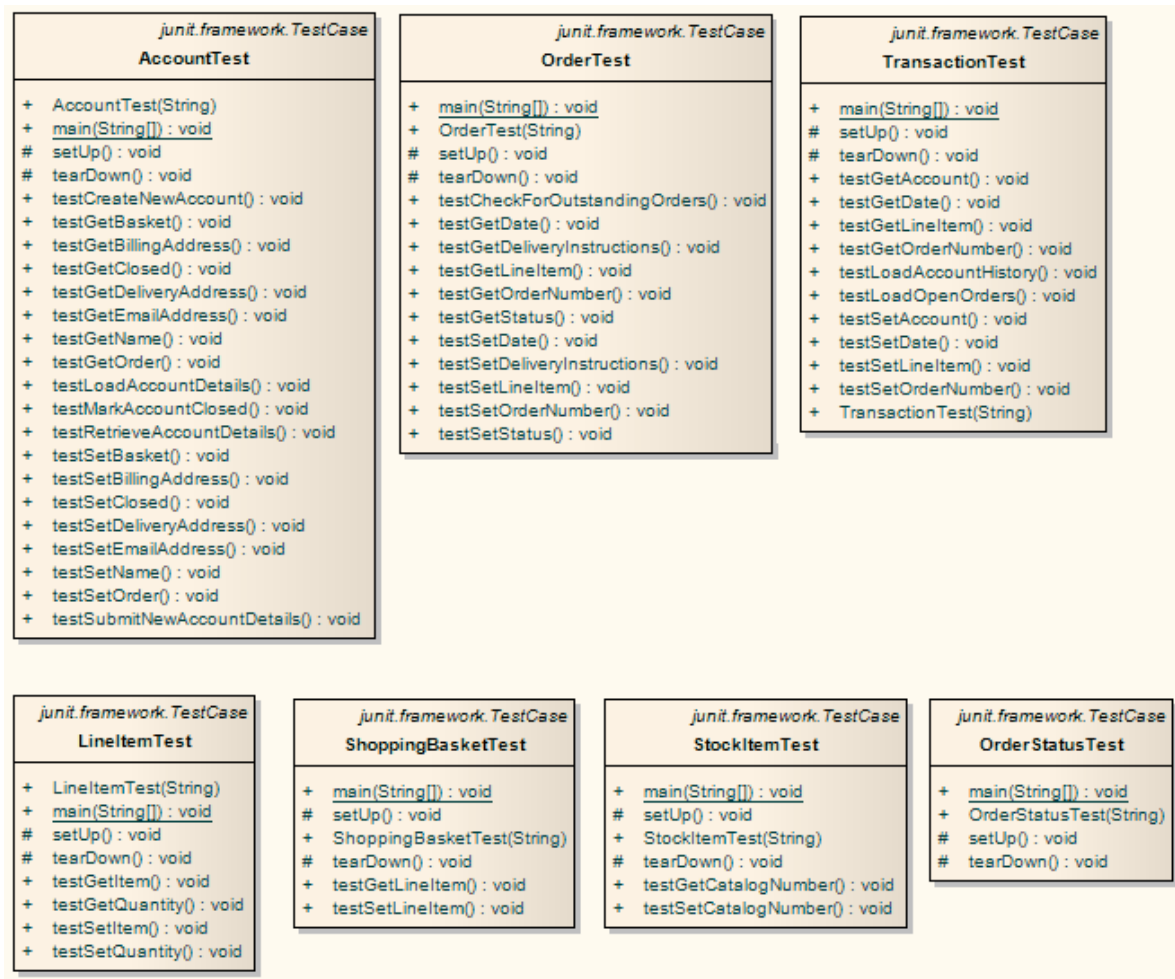 junit.framework.TestCase
AccountTest
+ AccountTest(String)
+ main(String[]) : void
# setUp() : void
# tearDown() : void
+ testCreateNewAccount() : void
+ testGetBasket() : void
+ testGetBillingAddress() : void
+ testGetClosed() : void
+ testGetDeliveryAddress() : void
+ testGetEmailAddress() : void
+ testGetName() : void
+ testGetOrder() : void
+ testLoadAccountDetails() : void
+ testMarkAccountClosed() : void
+ testRetrieveAccountDetails() : void
+ testSetBasket() : void
+ testSetBillingAddress() : void
+ testSetClosed() : void
+ testSetDeliveryAddress() : void
+ testSetEmailAddress() : void
+ testSetName() : void
+ testSetOrder() : void
+ testSubmitNewAccountDetails() : void
junit.framework.TestCase
OrderTest
+ main(String[]) : void
+ OrderTest(String)
# setUp() : void
# tearDown() : void
+ testCheckForOutstandingOrders() : void
+ testGetDate() : void
+ testGetDeliveryInstructions() : void
+ testGetLineItem() : void
+ testGetOrderNumber() : void
+ testGetStatus() : void
+ testSetDate() : void
+ testSetDeliveryInstructions() : void
+ testSetLineItem() : void
+ testSetOrderNumber() : void
+ testSetStatus() : void
junit.framework.TestCase
TransactionTest
+ main(String[]) : void
# setUp() : void
# tearDown() : void
+ testGetAccount() : void
+ testGetDate() : void
+ testGetLineItem() : void
+ testGetOrderNumber() : void
+ testLoadAccountHistory() : void
+ testLoadOpenOrders() : void
+ testSetAccount() : void
+ testSetDate() : void
+ testSetLineItem() : void
+ testSetOrderNumber() : void
+ TransactionTest(String)
junit.framework.TestCase
LineItemTest
+ LineItemTest(String)
+ main(String[]) : void
# setUp() : void
# tearDown() : void
+ testGetItem() : void
+ testGetQuantity() : void
+ testSetItem() : void
+ testSetQuantity() : void
junit.framework.TestCase
ShoppingBasketTest
+ main(String[]) : void
# setUp() : void
+ ShoppingBasketTest(String)
# tearDown() : void
+ testGetLineItem() : void
+ testSetLineItem() : void
junit.framework.TestCase
StockItemTest
+ main(String[]) : void
# setUp() : void
+ StockItemTest(String)
# tearDown() : void
+ testGetCatalogNumber() : void
+ testSetCatalogNumber() : void
junit.framework.TestCase
OrderStatusTest
+ main(String[]) : void
+ OrderStatusTest(String)
# setUp() : void
# tearDown() : void